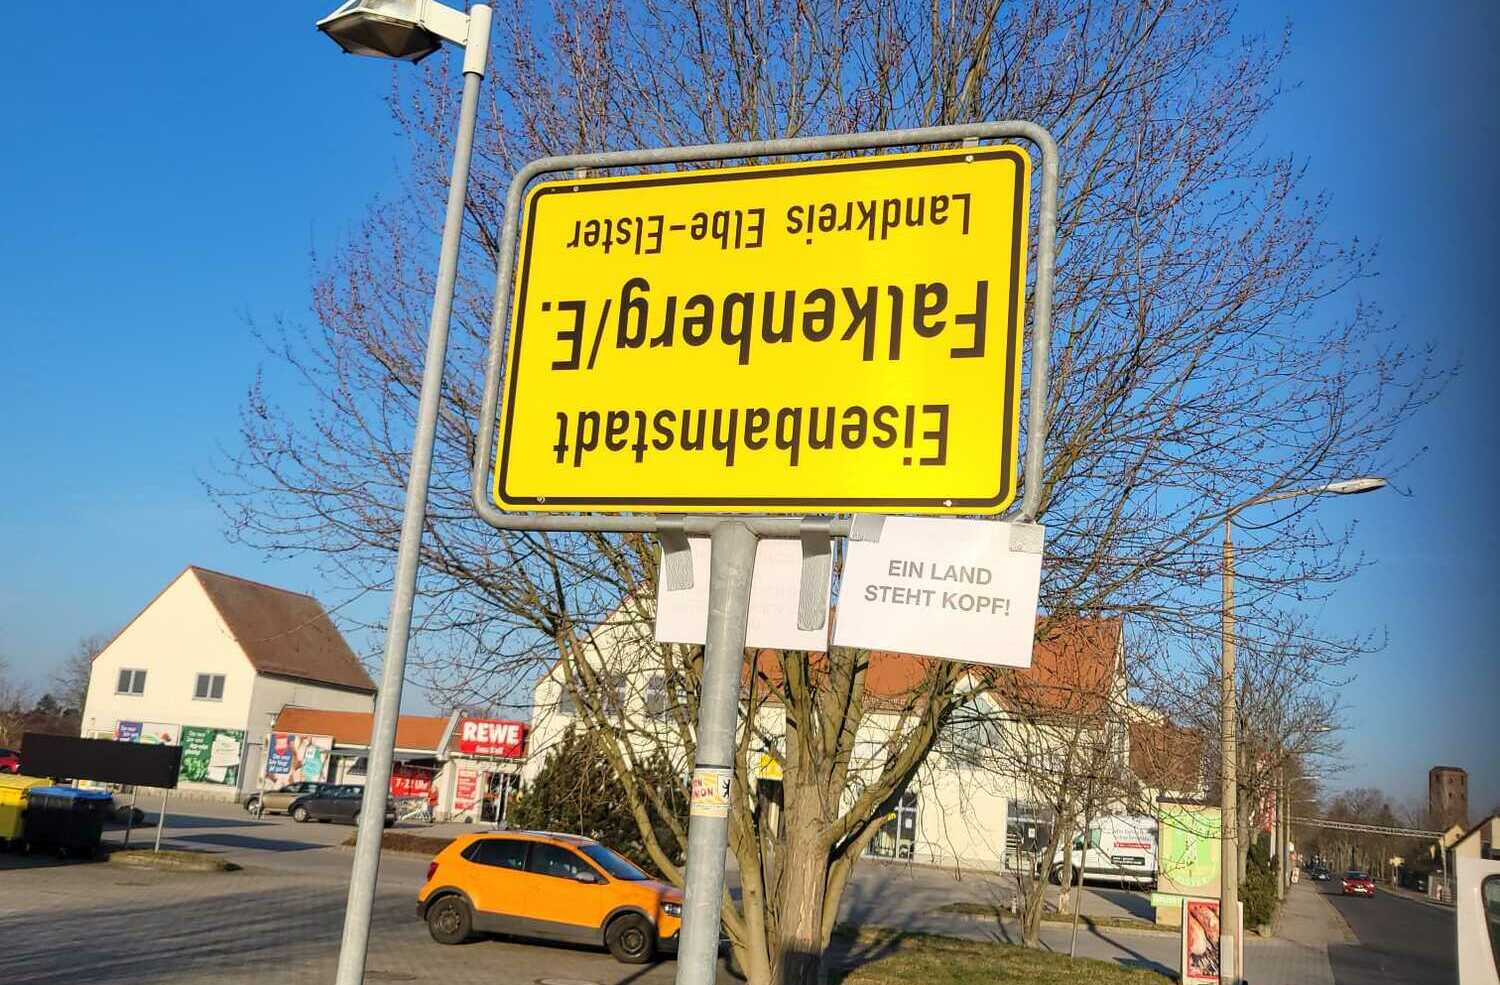 Eisenbahnstadt
Falkenberg/E.
Landkreis Elbe-Elster
EIN LAND
STEHT KOPF!
REWE